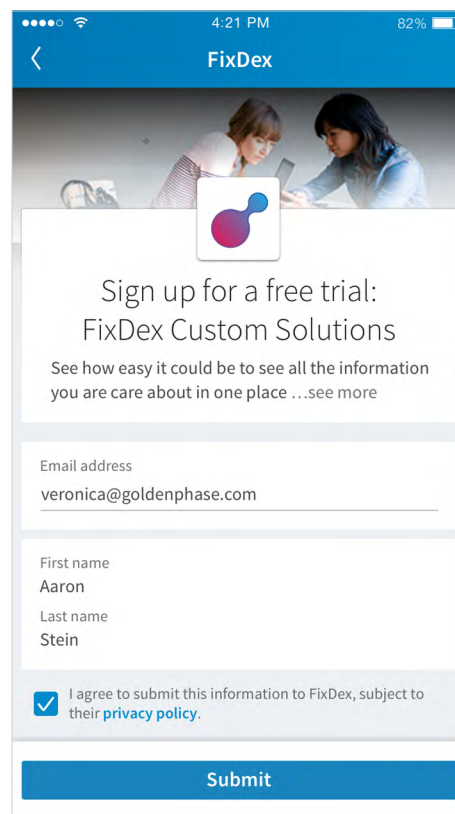 4:21 PM
82%
FixDex
Sign up for a free trial:
FixDex Custom Solutions
See how easy it could be to see all the information
you are care about in one place …see more
Email address
veronica@goldenphase.com
First name
Aaron
Last name
Stein
I agree to submit this information to FixDex, subject to
their privacy policy.
Submit